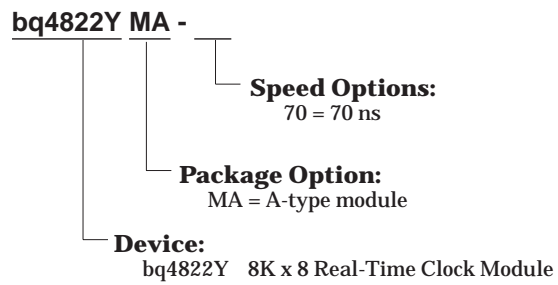 bq4822Y MA -
Speed Options:
70 = 70 ns
Package Option:
MA = A-type module
Device:
bq4822Y 8K x 8 Real-Time Clock Module